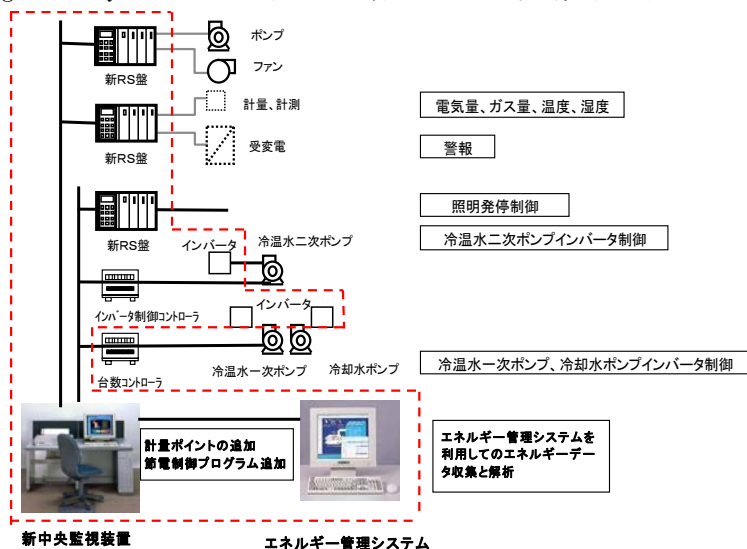 ポンプ
ファン
新RS盤
計量、計測
電気量、ガス量、温度、湿度
受変電
警報
新RS盤
照明発停制御
新RS盤
インバータ
冷温水二次ポンプ
冷温水二次ポンプインバータ制御
インバータ
インバータ制御コントローラ
冷温水一次ポンプ
冷却水ポンプ
冷温水一次ポンプ、冷却水ポンプインバータ制御
台数コントローラ
計量ポイントの追加
節電制御プログラム追加
エネルギー管理システムを
利用してのエネルギーデー
タ収集と解析
新中央監視装置
エネルギー管理システム